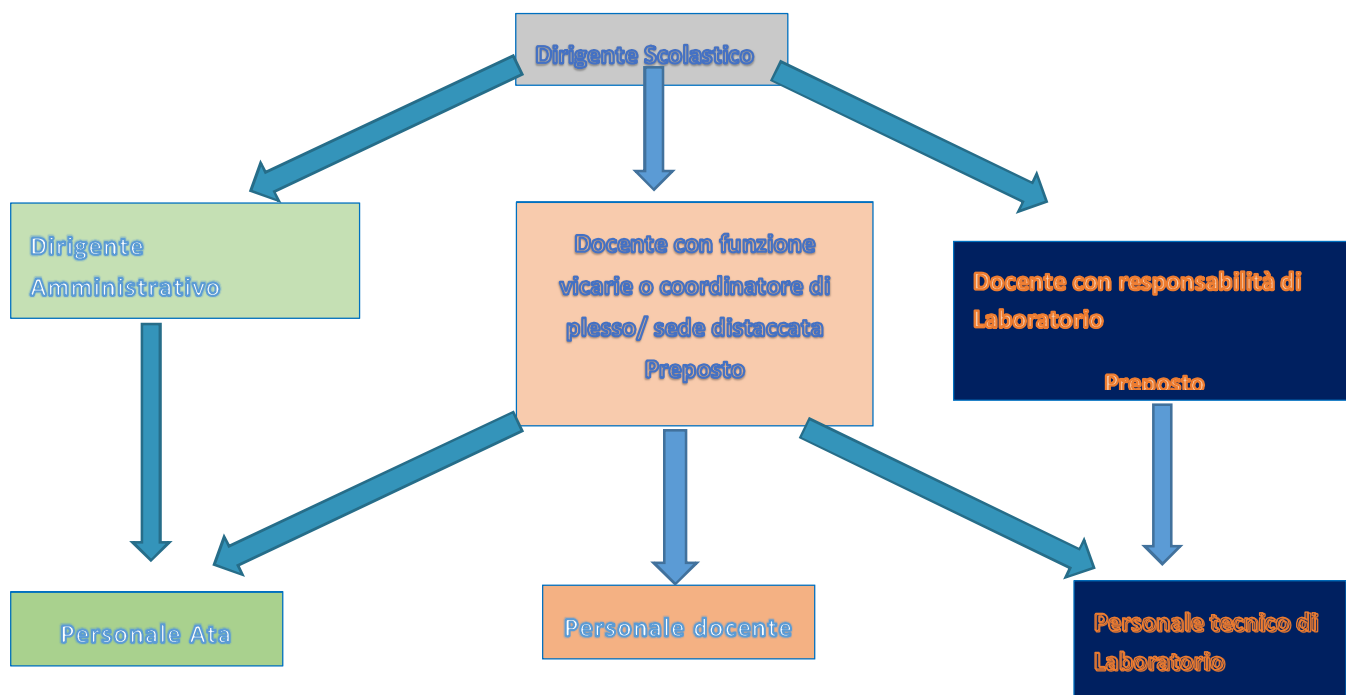 Dirigente Scolastico
Dirigente
Amministrativo
Docente con funzione
vicarie o coordinatore di
plesso/ sede distaccata
Preposto
Docente con responsabilità di
Laboratorio
Preposto
Personale Ata
Personale docente
Personale tecnico di
Laboratorio